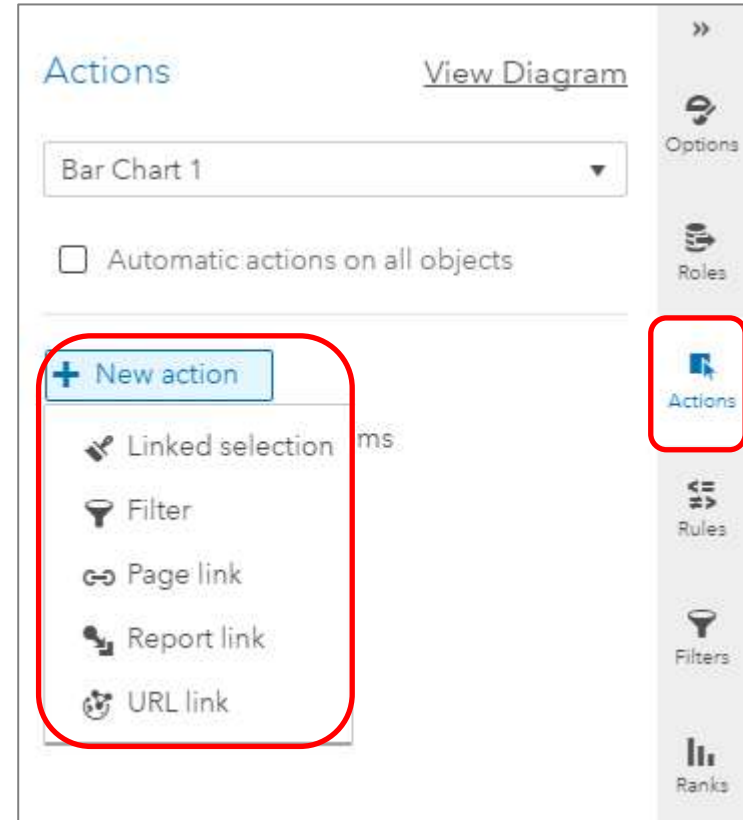 Actions
View Diagram
Bar Chart 1
Automatic actions on all objects
New action
Linked selection
ms
Filter
Page link
Report link
URL link
Options
Roles
Actions
Rules
Filters
Ranks